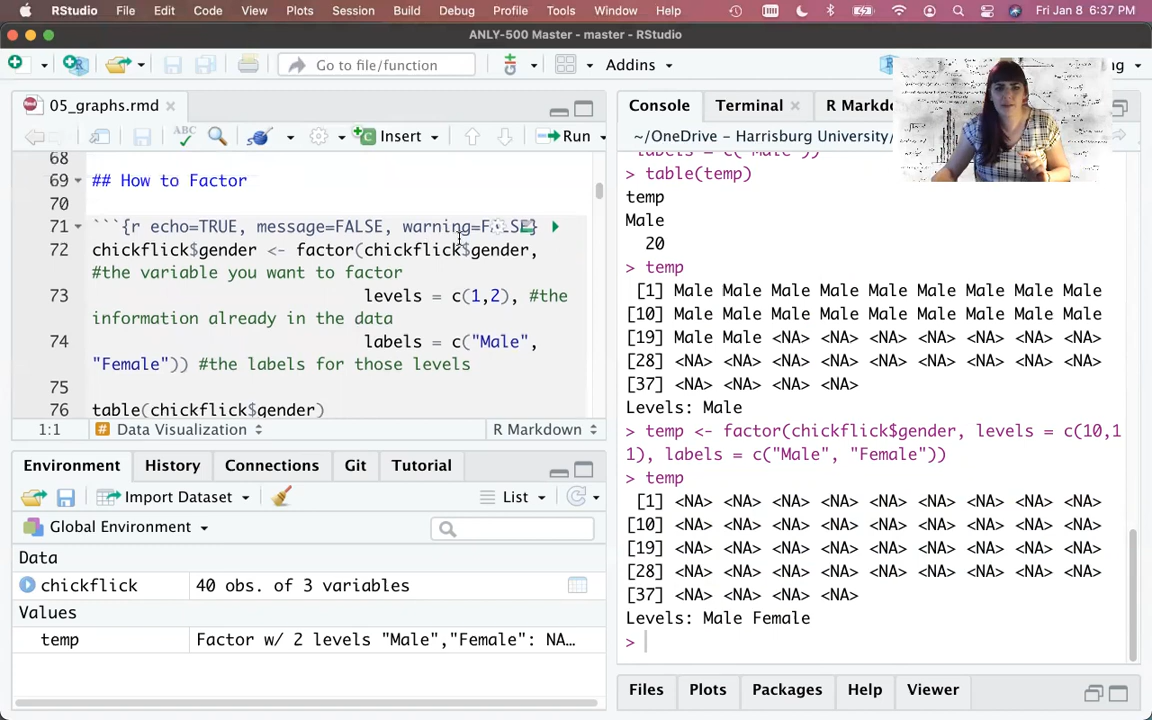 RStudio File Edit Code View Plots Session Build Debug Profile Tools Window Help Fri Jan 8 6:37 PM
ANLY-500 Master - master - RStudio
Go to file/function Addins
05_graphs.rmd
Insert Run
68
69 ## How to Factor
70
71 ```{r echo=TRUE, message=FALSE, warning=FALSE}
72 chickflick$gender <- factor(chickflick$gender,
#the variable you want to factor
73 levels = c(1,2), #the
information already in the data
74 labels = c("Male",
"Female")) #the labels for those levels
75
76 table(chickflick$gender)
1:1 # Data Visualization R Markdown
Environment History Connections Git Tutorial
Import Dataset List
Global Environment
Data
chickflick 40 obs. of 3 variables
Values
temp Factor w/ 2 levels "Male","Female": NA…
Console Terminal R Markdo
~/OneDrive - Harrisburg University/
labels = c("Male"))
> table(temp)
temp
Male
20
> temp
[1] Male Male Male Male Male Male Male Male Male
[10] Male Male Male Male Male Male Male Male Male
[19] Male Male <NA> <NA> <NA> <NA> <NA> <NA> <NA>
[28] <NA> <NA> <NA> <NA> <NA> <NA> <NA> <NA> <NA>
[37] <NA> <NA> <NA> <NA>
Levels: Male
> temp <- factor(chickflick$gender, levels = c(10,1
1), labels = c("Male", "Female"))
> temp
[1] <NA> <NA> <NA> <NA> <NA> <NA> <NA> <NA> <NA>
[10] <NA> <NA> <NA> <NA> <NA> <NA> <NA> <NA> <NA>
[19] <NA> <NA> <NA> <NA> <NA> <NA> <NA> <NA> <NA>
[28] <NA> <NA> <NA> <NA> <NA> <NA> <NA> <NA> <NA>
[37] <NA> <NA> <NA> <NA>
Levels: Male Female
>
Files Plots Packages Help Viewer